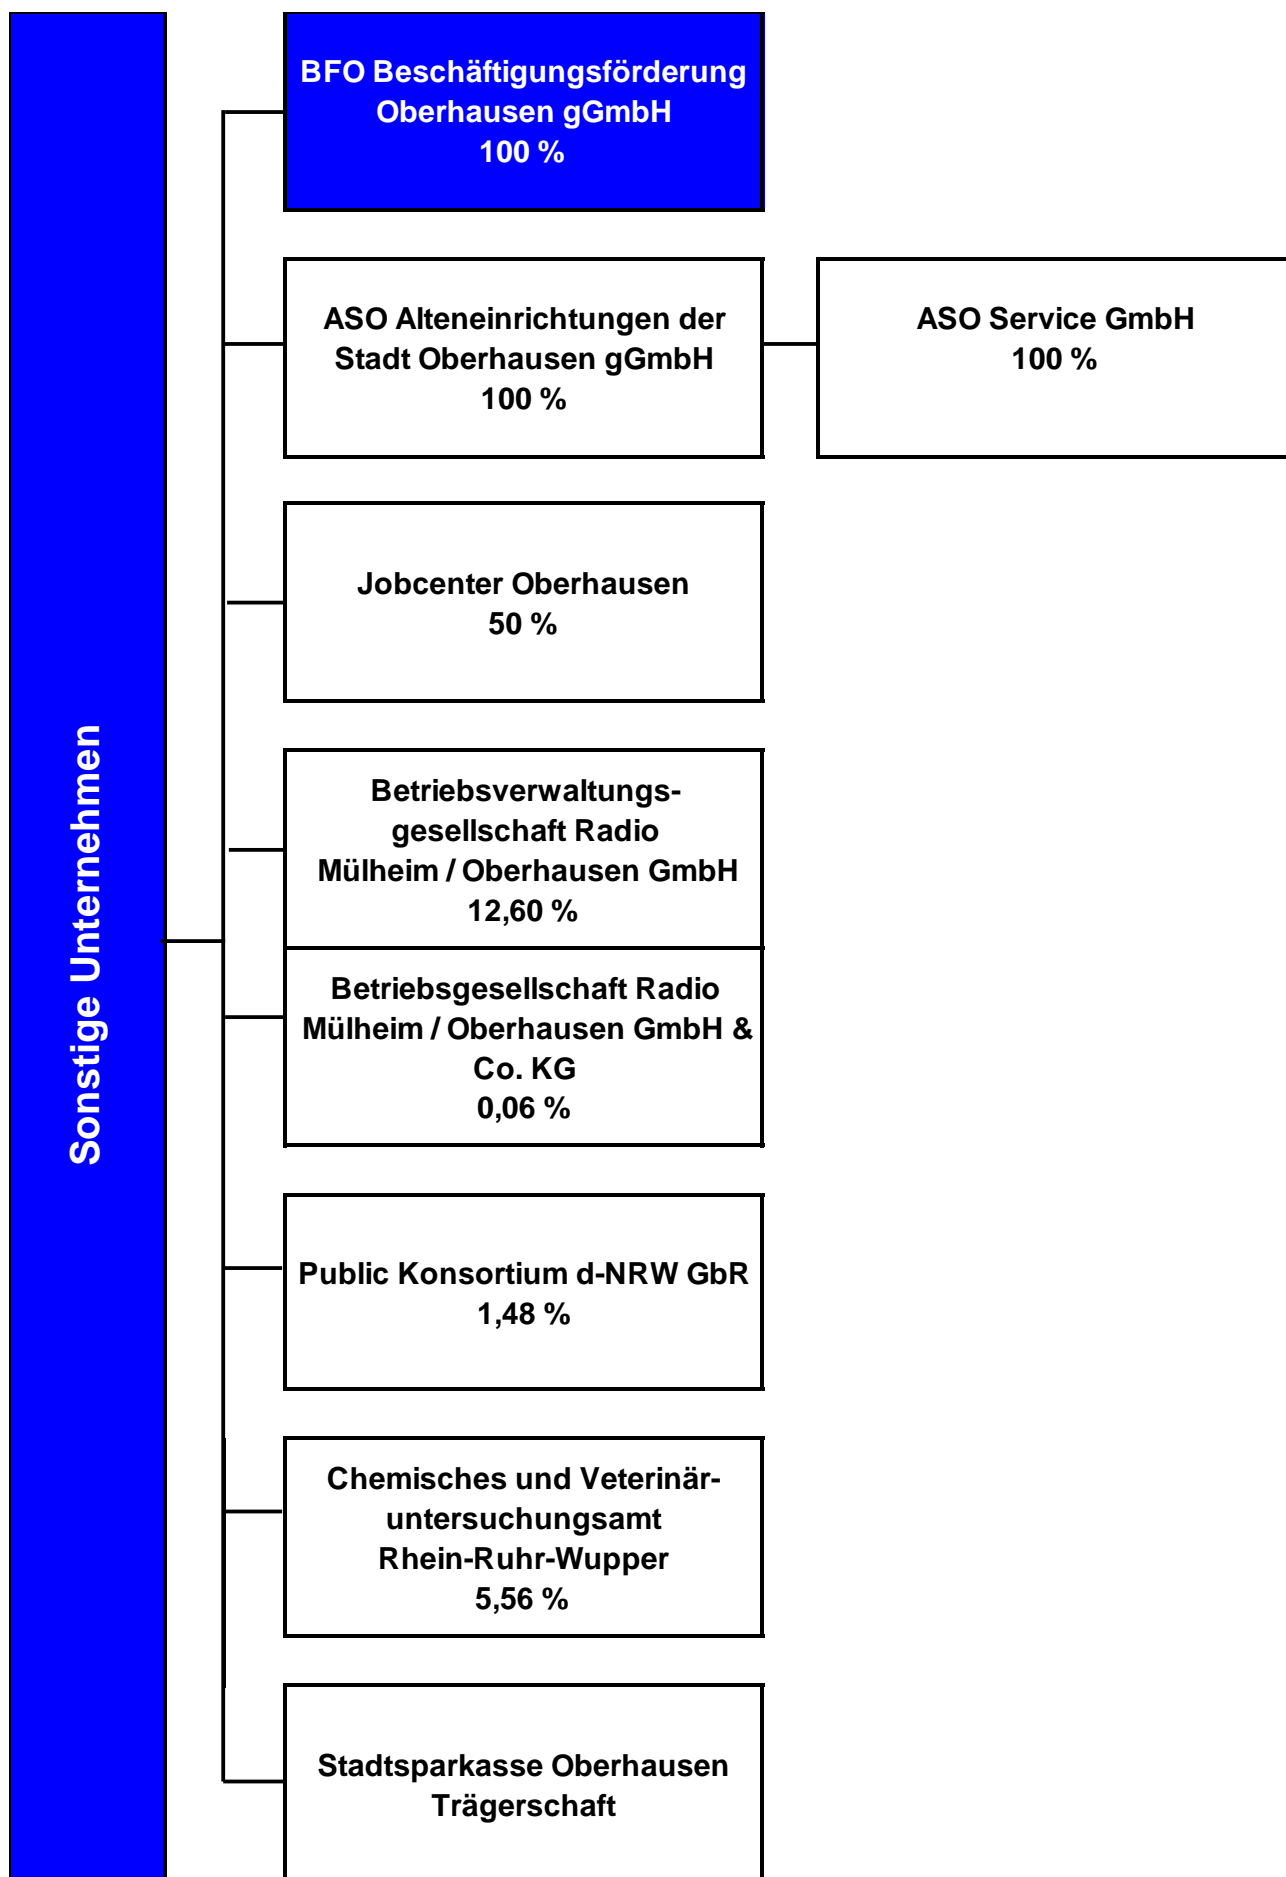 Sonstige Unternehmen
BFO Beschäftigungsförderung
Oberhausen gGmbH
100 %
ASO Alteneinrichtungen der
Stadt Oberhausen gGmbH
100 %
ASO Service GmbH
100 %
Jobcenter Oberhausen
50 %
Betriebsverwaltungs-
gesellschaft Radio
Mülheim / Oberhausen GmbH
12,60 %
Betriebsgesellschaft Radio
Mülheim / Oberhausen GmbH &
Co. KG
0,06 %
Public Konsortium d-NRW GbR
1,48 %
Chemisches und Veterinär-
untersuchungsamt
Rhein-Ruhr-Wupper
5,56 %
Stadtsparkasse Oberhausen
Trägerschaft